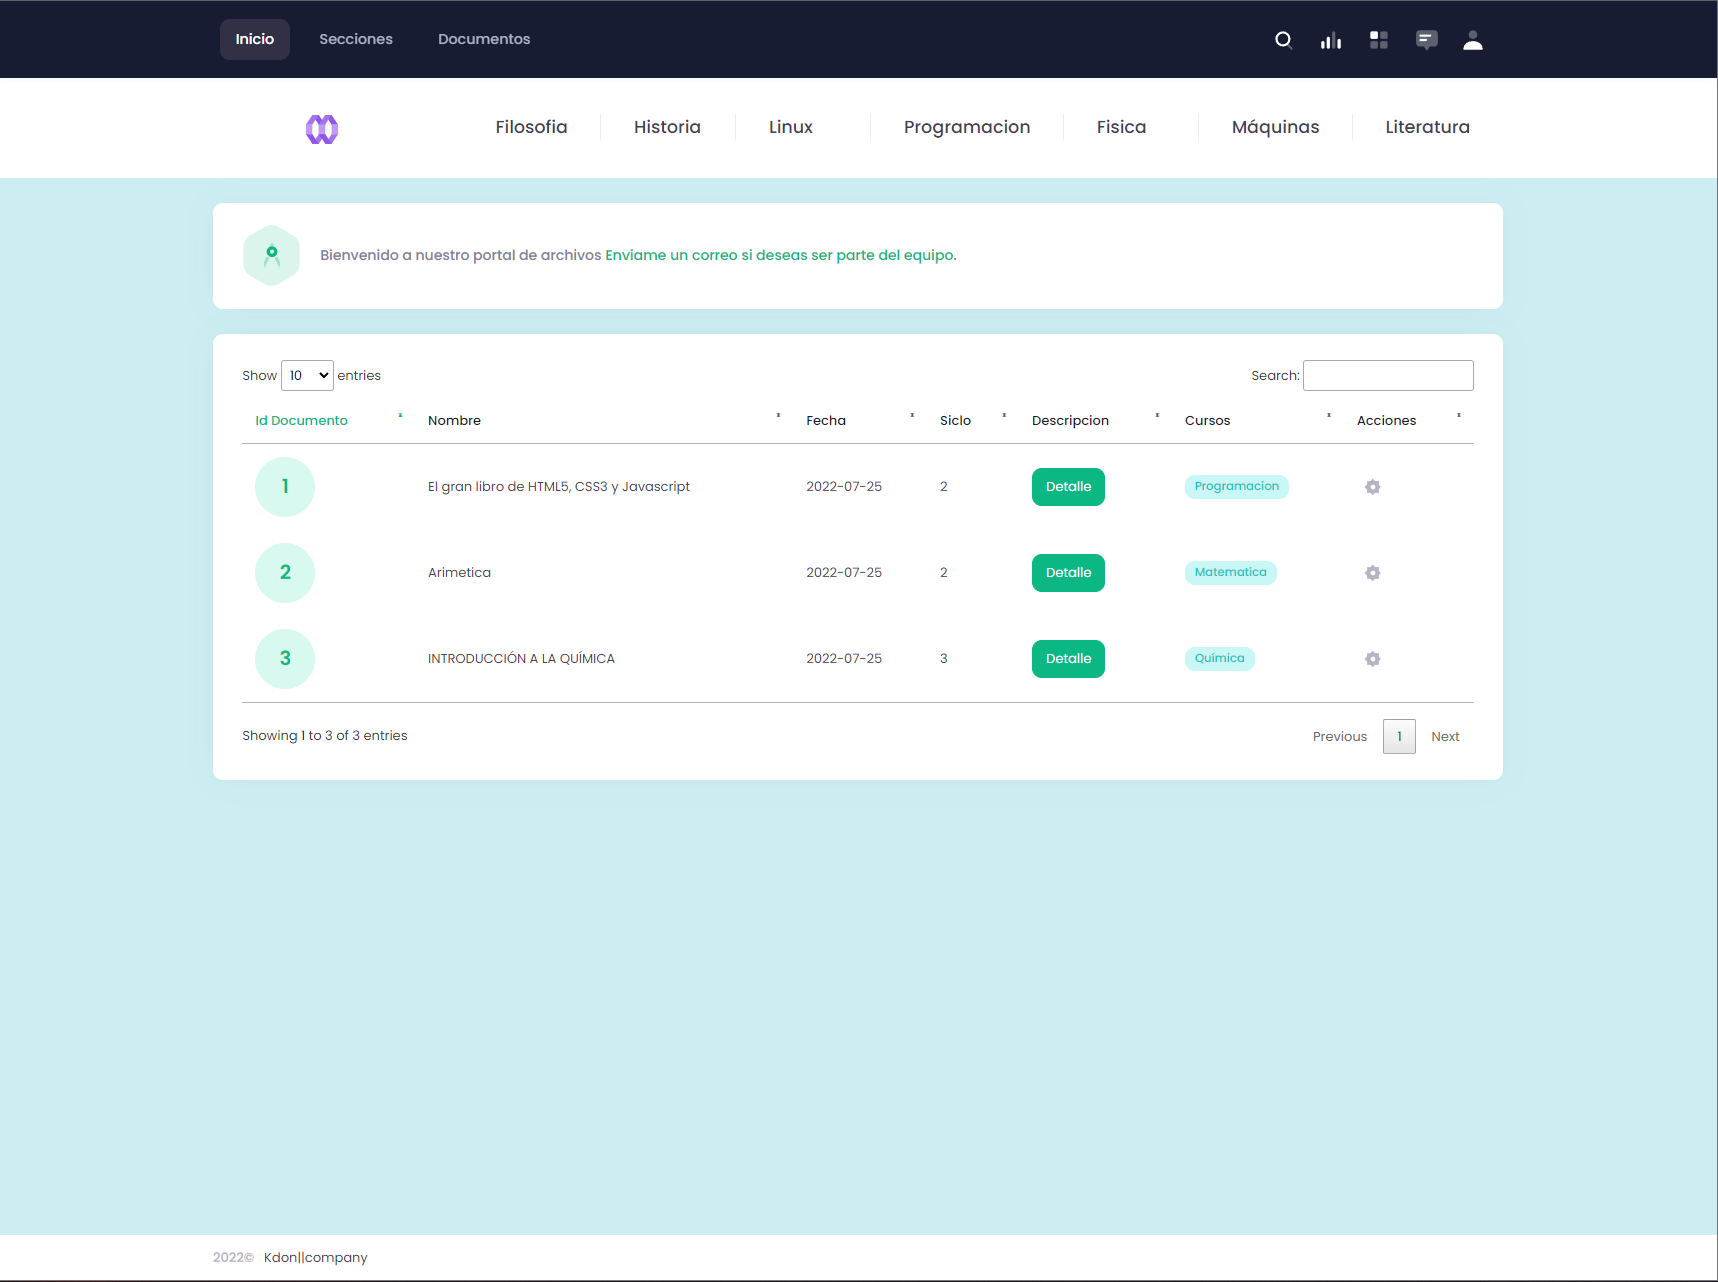 Inicio Secciones Documentos
Filosofia Historia Linux Programacion Fisica Máquinas Literatura
Bienvenido a nuestro portal de archivos Enviame un correo si deseas ser parte del equipo.
Show 10 entries Search:
Id Documento Nombre Fecha Siclo Descripcion Cursos Acciones
1 El gran libro de HTML5, CSS3 y Javascript 2022-07-25 2 Detalle Programacion
2 Arimetica 2022-07-25 2 Detalle Matematica
3 INTRODUCCIÓN A LA QUÍMICA 2022-07-25 3 Detalle Química
Showing 1 to 3 of 3 entries Previous 1 Next
2022© Kdon||company